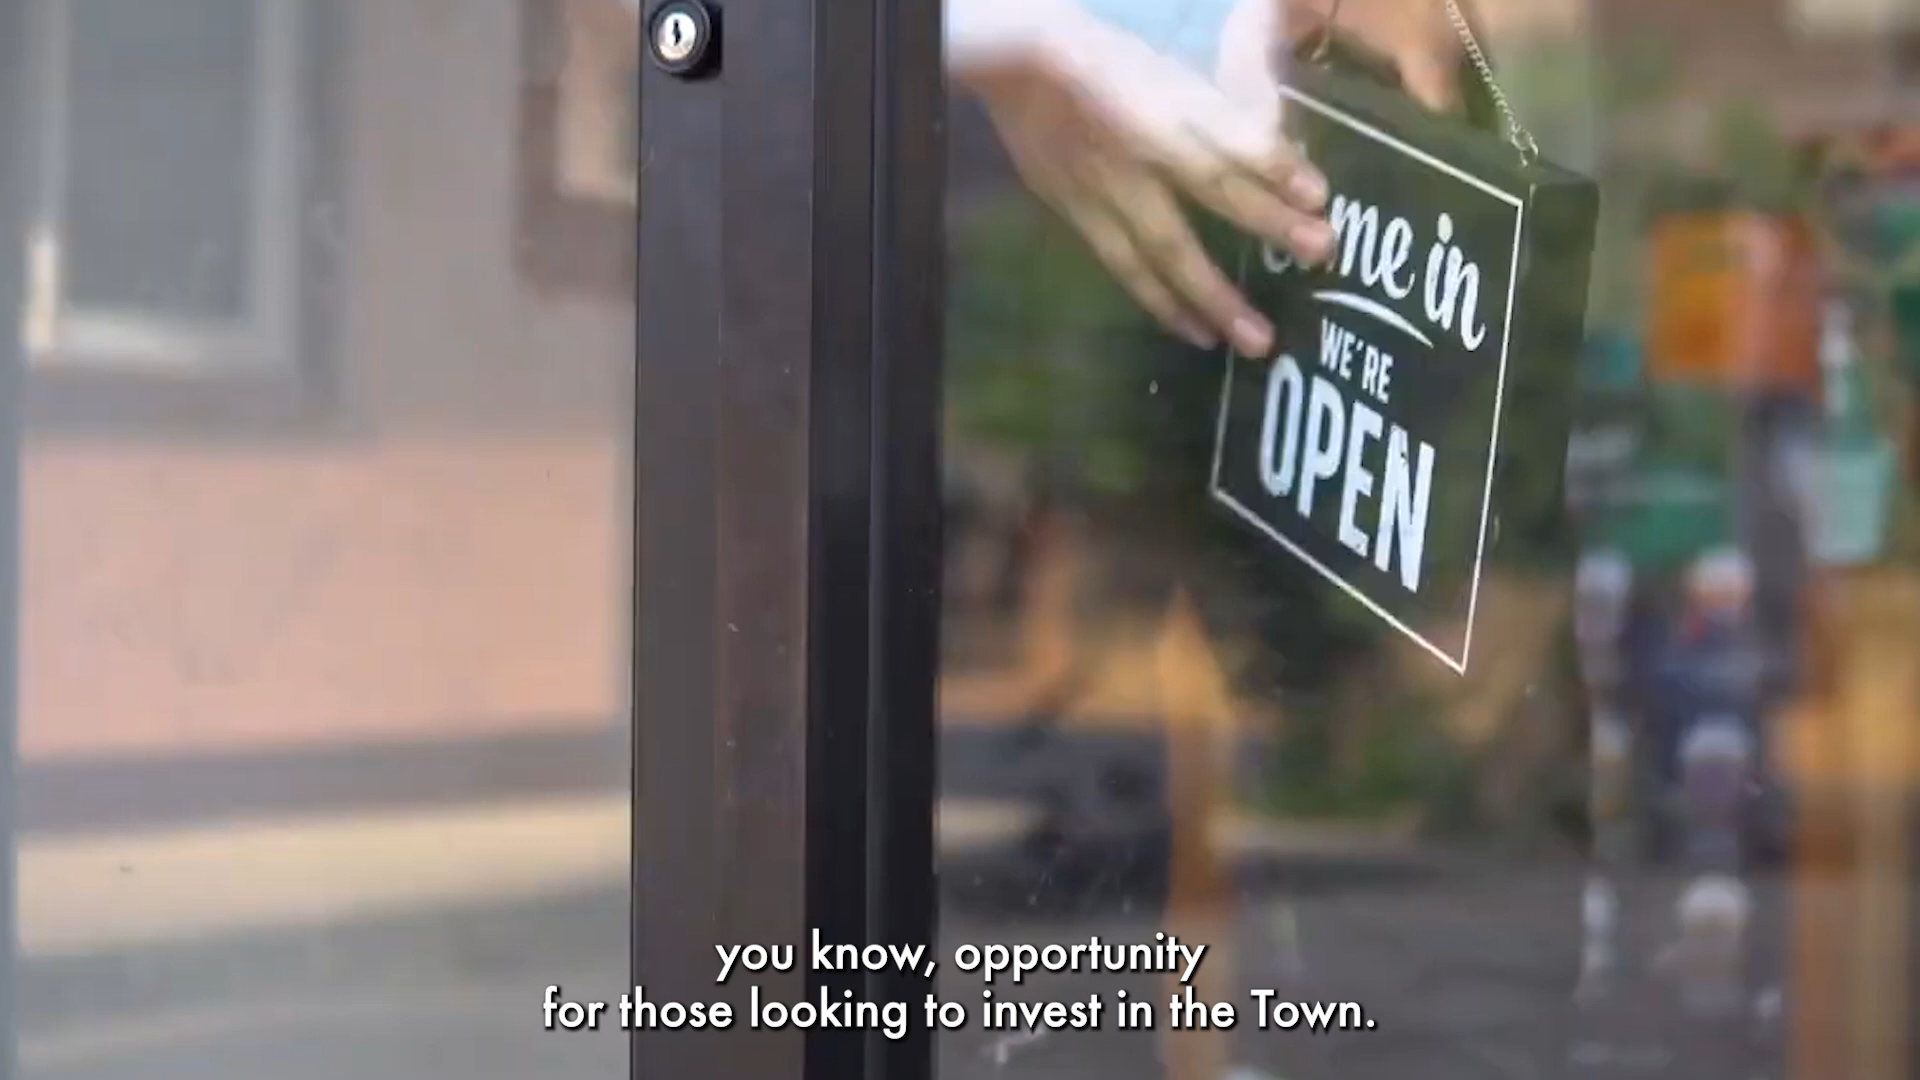 me in
WE'RE
OPEN
you know, opportunity
for those looking to invest in the Town.